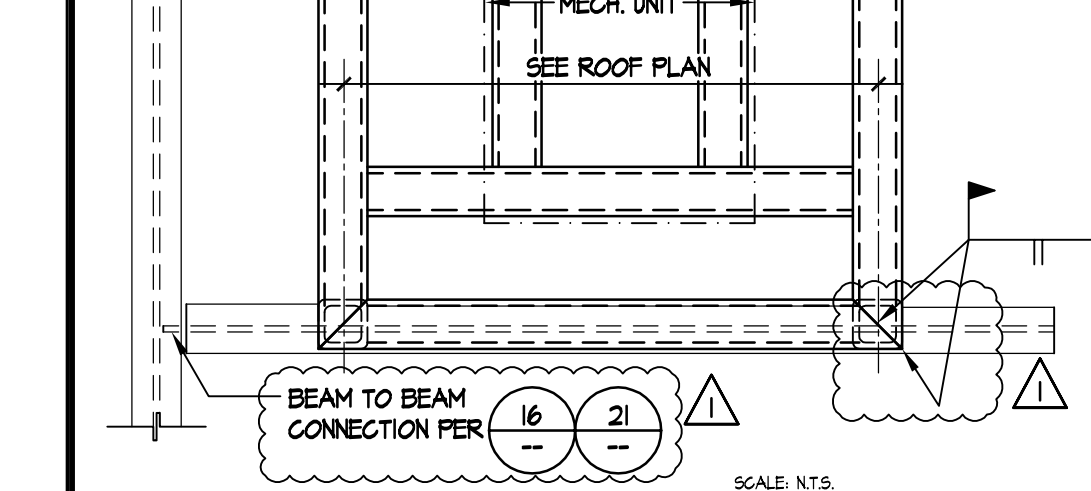 MECH. UNIT
SEE ROOF PLAN
BEAM TO BEAM
CONNECTION PER
16
--
21
--
1
1
SCALE: N.T.S.